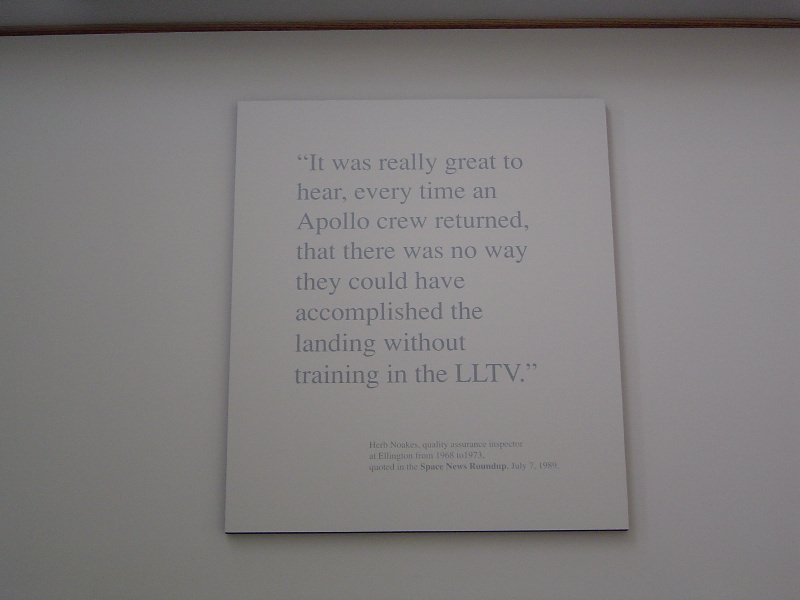 “It was really great to
hear, every time an
Apollo crew returned,
that there was no way
they could have
accomplished the
landing without
training in the LLTV.”
Herb Noakes, quality assurance inspector
at Ellington from 1968 to1973,
quoted in the Space News Roundup, July 7, 1989